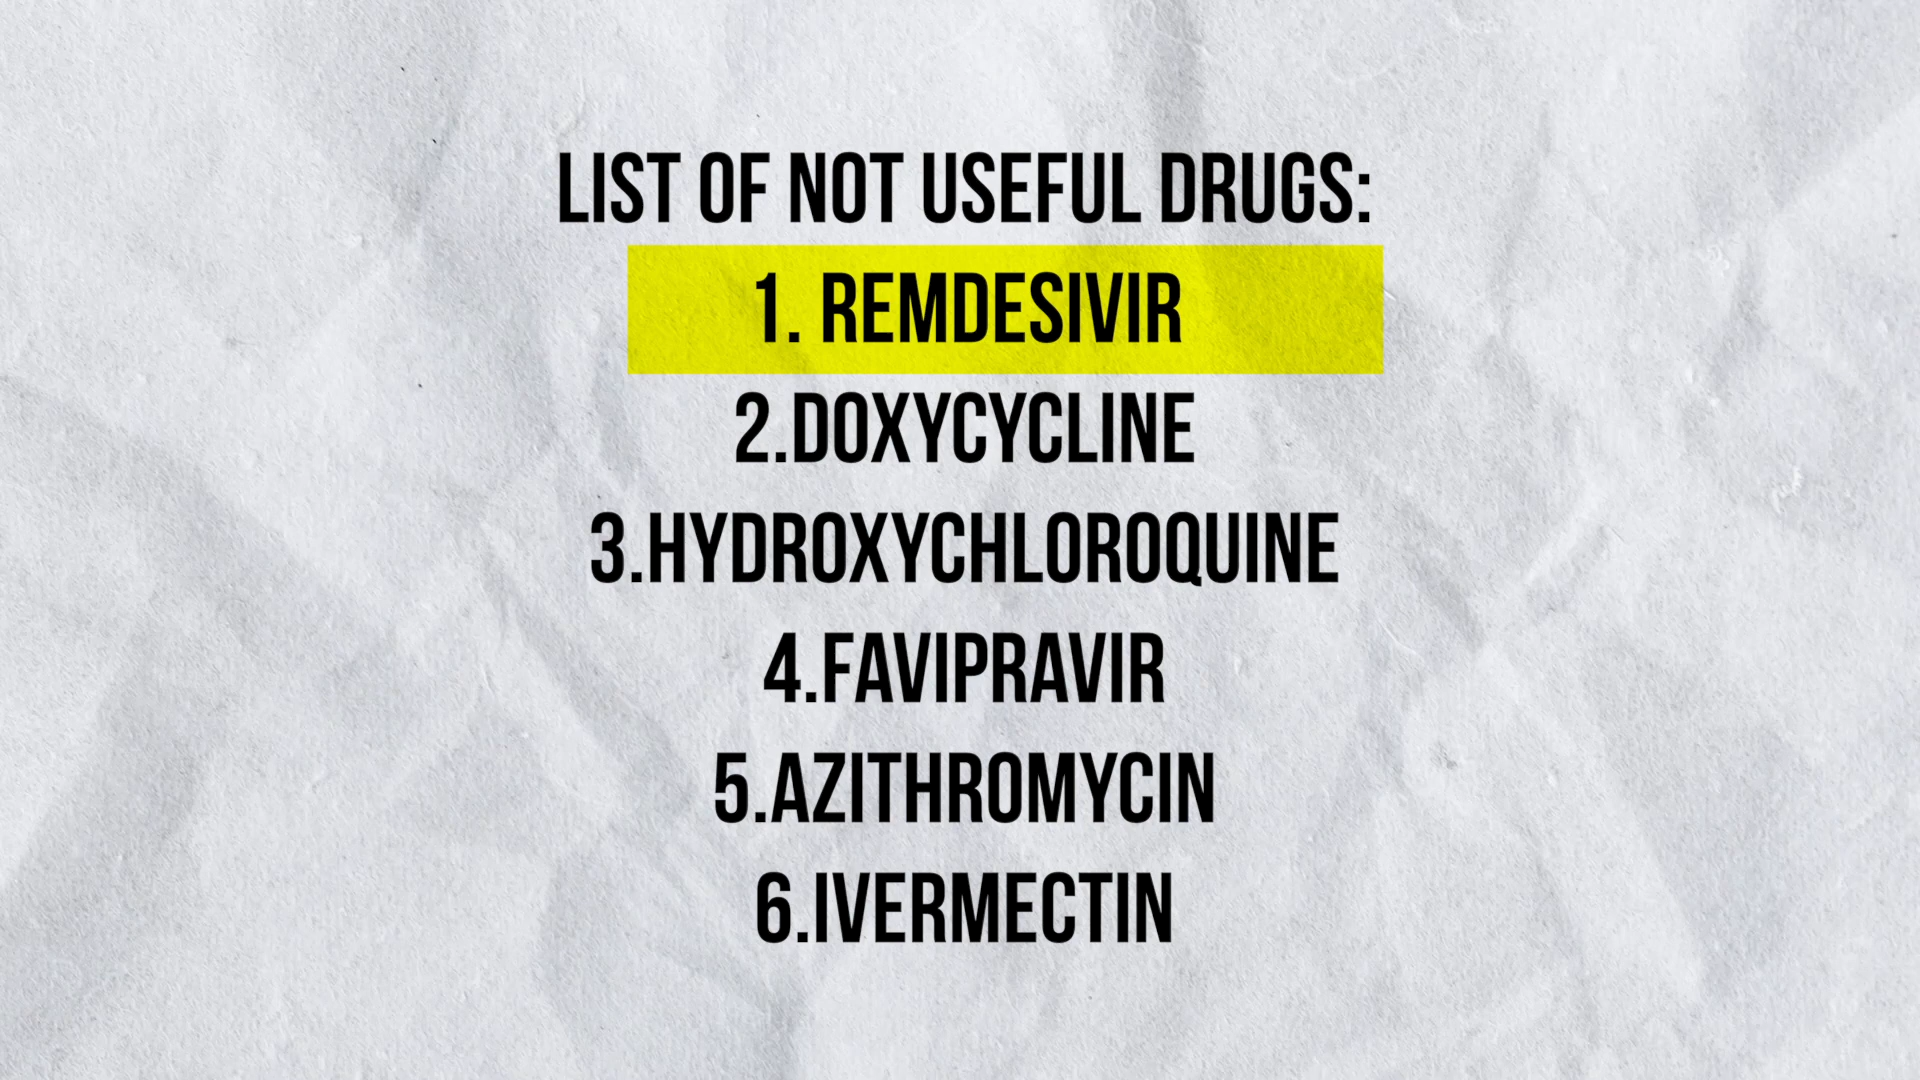 LIST OF NOT USEFUL DRUGS:
1. REMDESIVIR
2.DOXYCYCLINE
3.HYDROXYCHLOROQUINE
4.FAVIPRAVIR
5.AZITHROMYCIN
6.IVERMECTIN